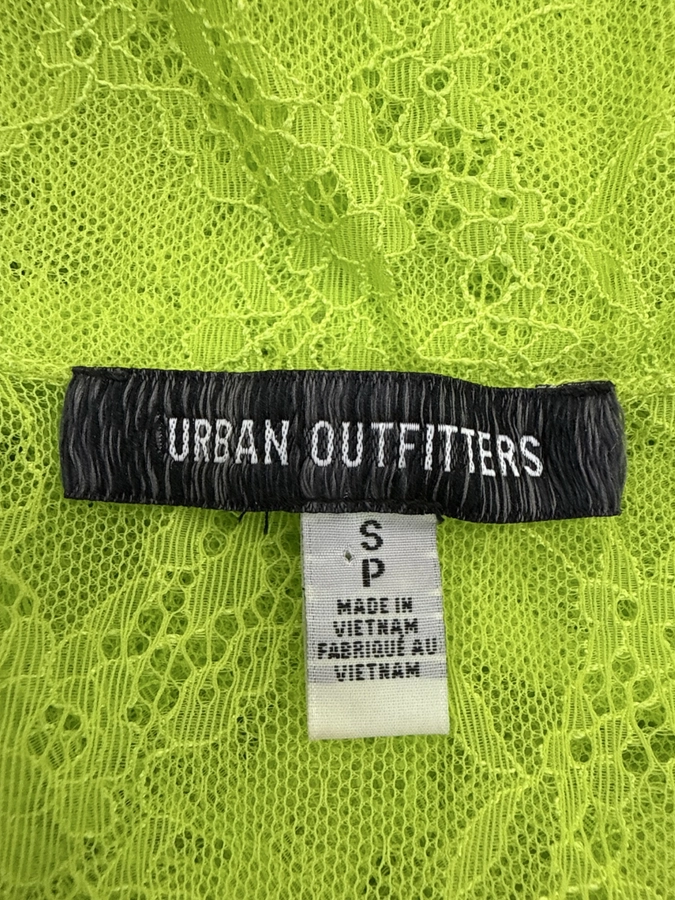 URBAN OUTFITTERS
S
P
MADE IN
VIETNAM
FABRIQUÉ AU
VIETNAM